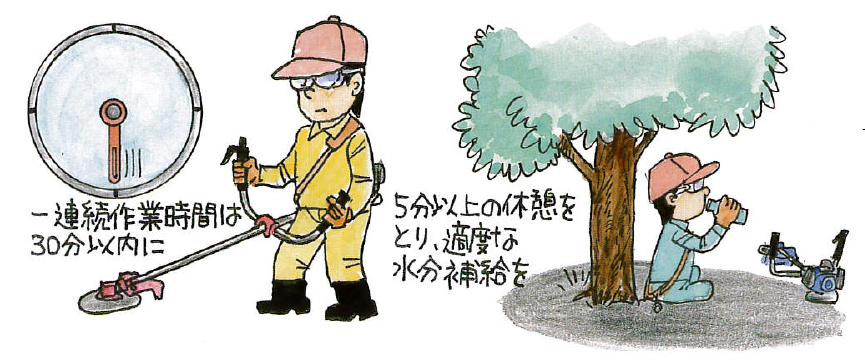 一連続作業時間は
30分以内に
5分以上の休憩を
とり、適度な
水分補給を